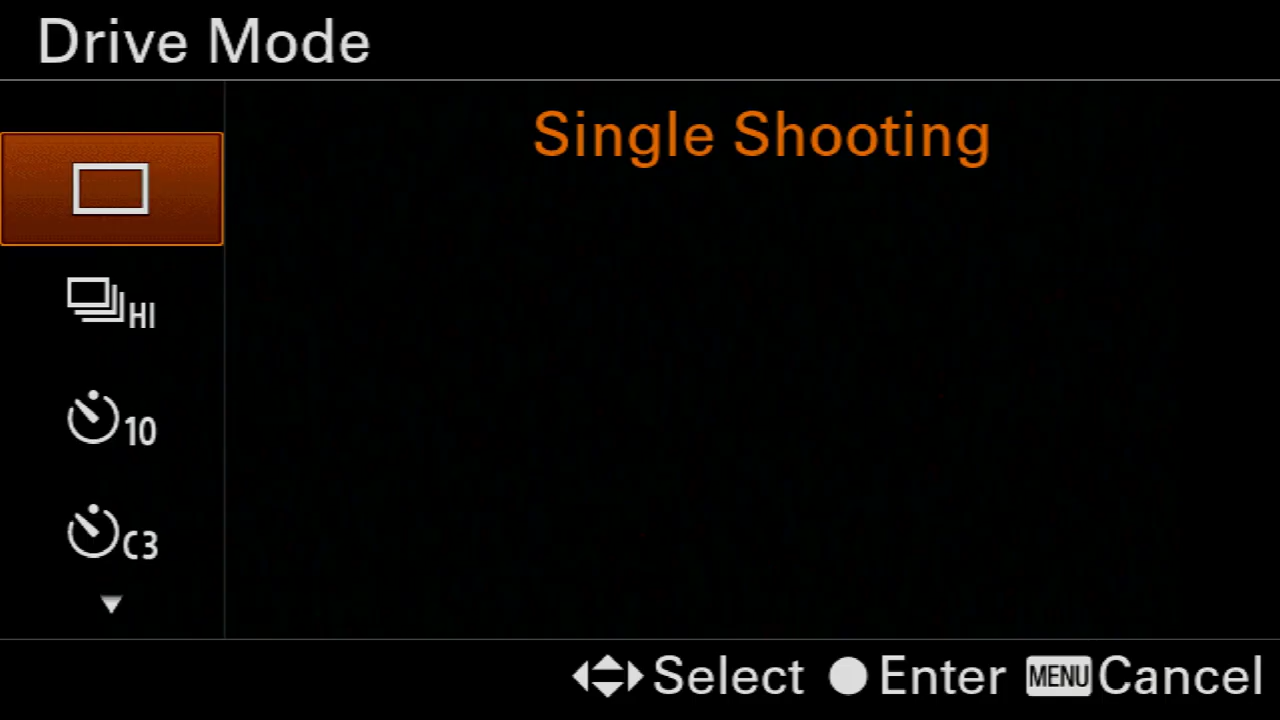 Drive Mode
Single Shooting
HI
10
C3
Select Enter MENU Cancel